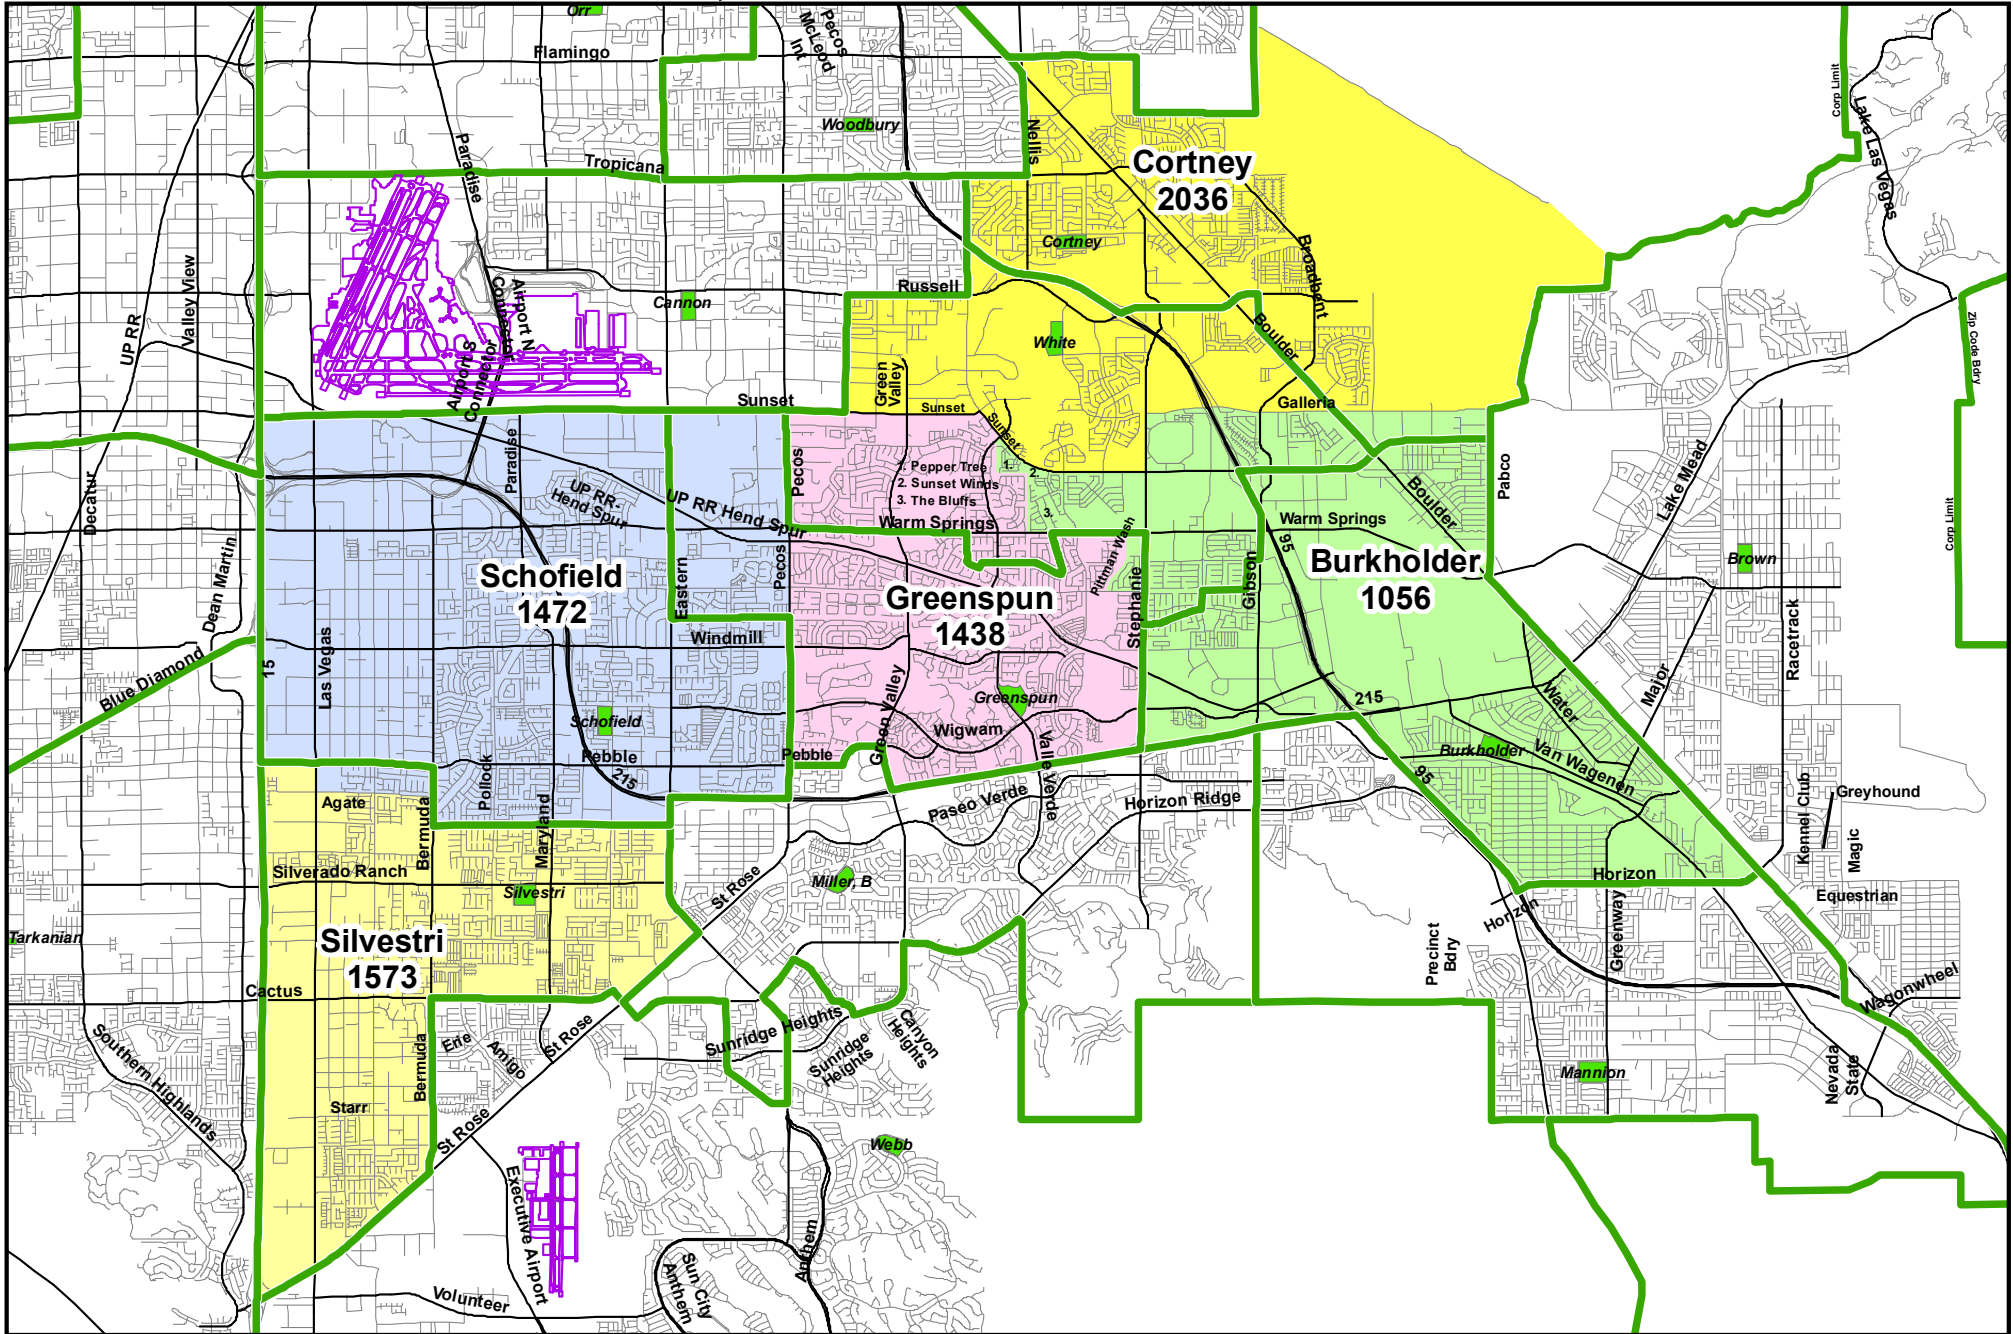 Orr
Flamingo
Pecos
McLeod
Int
Woodbury
Nellis
Paradise
Tropicana
Cortney
2036
Corp Limit
Lake Las Vegas
Cortney
Broadbent
Valley View
UP RR
Airport N
Connector
Airport S
Connector
Cannon
Russell
White
Boulder
Zip Code Bdry
Green
Valley
Sunset
Sunset
Sunset
Galleria
Paradise
Pecos
1. Pepper Tree
2. Sunset Winds
3. The Bluffs
1.
2.
3.
Decatur
UP RR-
Hend Spur
UP RR Hend Spur
Warm Springs
Boulder
Pabco
Lake Mead
Corp Limit
Warm Springs
95
Pittman Wash
Brown
Dean Martin
Schofield
1472
Eastern
Pecos
Greenspun
1438
Stephanie
Gibson
Burkholder
1056
Windmill
Racetrack
Blue Diamond
15
Las Vegas
Green Valley
Greenspun
Water
Major
215
Schofield
Wigwam
Pebble
Pebble
Valle Verde
Burkholder
Van Wagenen
95
215
Pollock
Agate
Bermuda
Maryland
Paseo Verde
Horizon Ridge
Kennel Club
Greyhound
Magic
Silverado Ranch
Silvestri
St Rose
Miller, B
Horizon
Equestrian
Horizon
Greenway
Tarkanian
Silvestri
1573
Precinct
Bdry
Cactus
Wagonwheel
Southern Highlands
Bermuda
Erie
Amigo
St Rose
Sunridge Heights
Sunridge
Heights
Canyon
Heights
Mannion
Nevada
State
Starr
St Rose
Webb
Executive Airport
Anthem
Sun City
Anthem
Volunteer